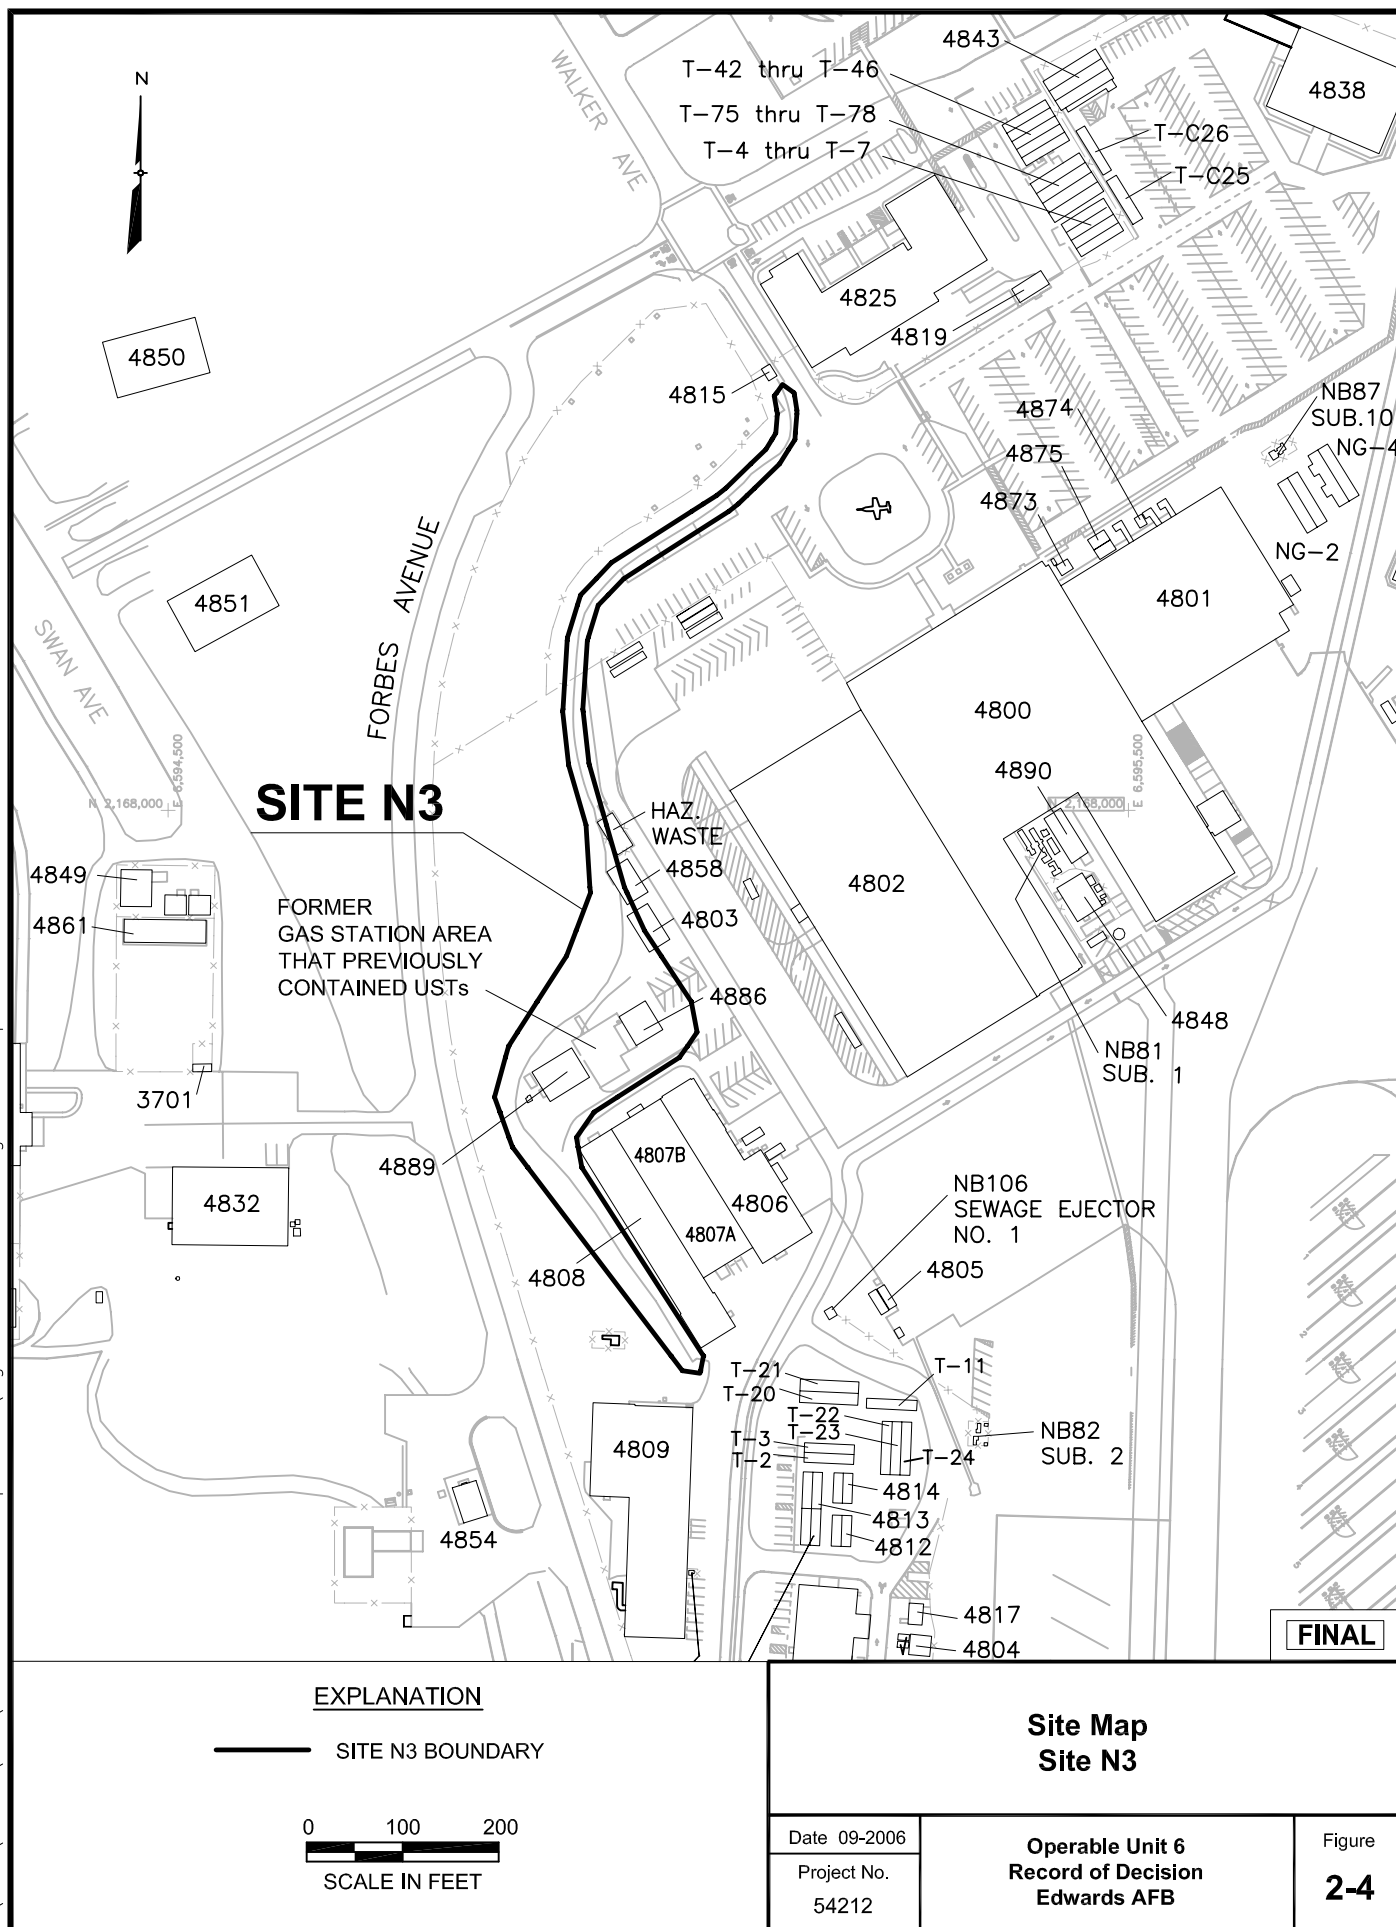 N
WALKER AVE
4843
T-42 thru T-46
T-75 thru T-78
T-4 thru T-7
4838
T-C26
T-C25
4825
4819
4850
4815
4874
NB87
SUB.10
NG-4
4875
4873
NG-2
FORBES AVENUE
4851
4801
SWAN AVE
4800
4890
N 2,168,000
E 6,594,500
N 2,168,000
E 6,595,500
SITE N3
HAZ.
WASTE
4858
4802
4849
4861
4803
FORMER
GAS STATION AREA
THAT PREVIOUSLY
CONTAINED USTs
4886
4848
NB81
SUB. 1
3701
4889
4807B
4806
4807A
4832
NB106
SEWAGE EJECTOR
NO. 1
4808
4805
T-21
T-20
T-11
T-22
T-23
T-3
T-2
T-24
NB82
SUB. 2
4809
4814
4813
4812
4854
4817
4804
FINAL
EXPLANATION
SITE N3 BOUNDARY
0 100 200
SCALE IN FEET
Site Map
Site N3
Date 09-2006
Project No.
54212
Operable Unit 6
Record of Decision
Edwards AFB
Figure
2-4